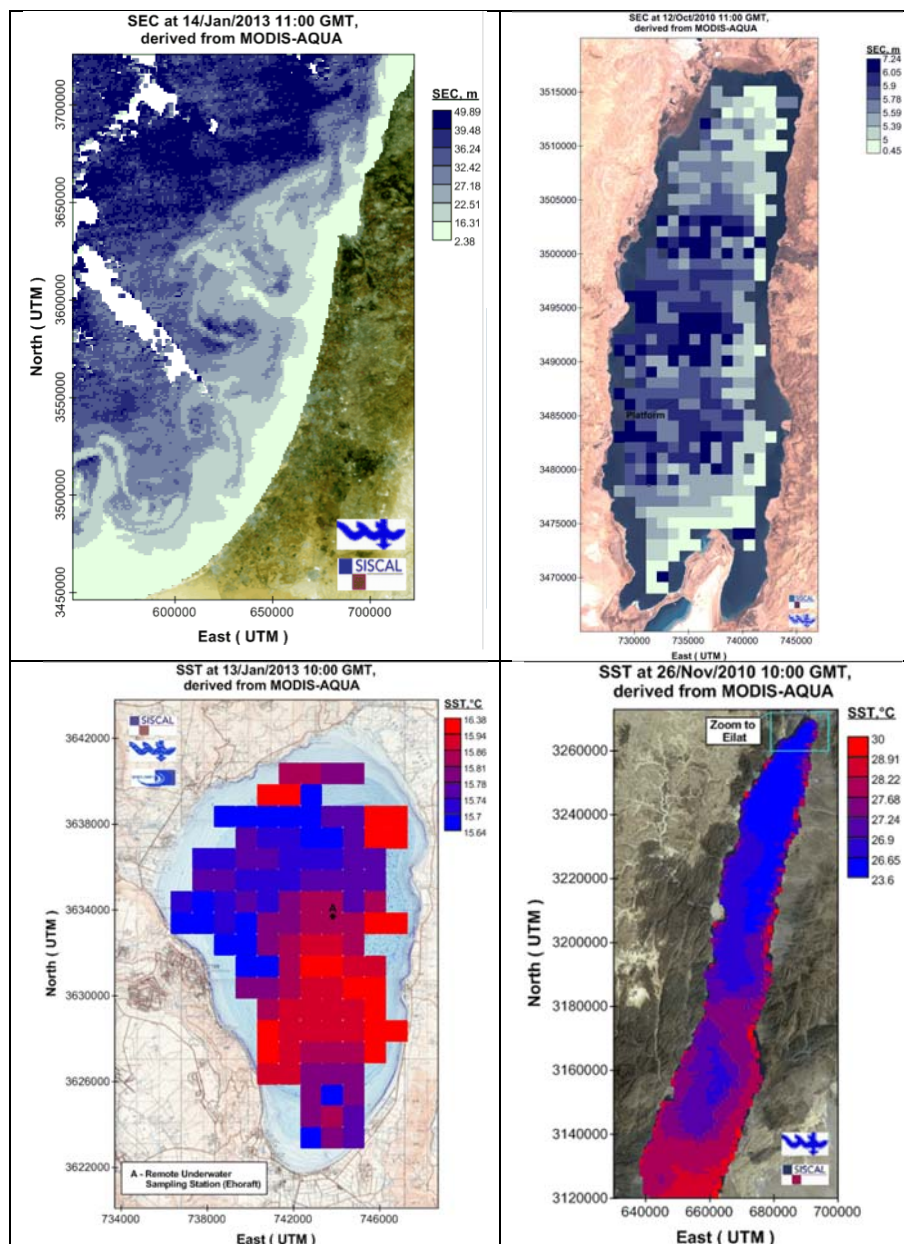 SEC at 14/Jan/2013 11:00 GMT,
derived from MODIS-AQUA
SEC, m
49.89
39.48
36.24
32.42
27.18
22.51
16.31
2.38
North ( UTM )
3700000
3650000
3600000
3550000
3500000
3450000
SISCAL
600000 650000 700000
East ( UTM )
SEC at 12/Oct/2010 11:00 GMT,
derived from MODIS-AQUA
SEC, m
7.24
6.05
5.9
5.78
5.59
5.39
5
0.45
North ( UTM )
3515000
3510000
3505000
3500000
3495000
3490000
3485000
3480000
3475000
3470000
Platform
730000 735000 740000 745000
East ( UTM )
SST at 13/Jan/2013 10:00 GMT,
derived from MODIS-AQUA
SISCAL
SST,°C
16.38
15.94
15.86
15.81
15.78
15.74
15.7
15.64
North ( UTM )
3642000
3638000
3634000
3630000
3626000
3622000
A
A - Remote Underwater
Sampling Station (Ehoraft)
734000 738000 742000 746000
East ( UTM )
SST at 26/Nov/2010 10:00 GMT,
derived from MODIS-AQUA
Zoom to
Eilat
SST,°C
30
28.91
28.22
27.68
27.24
26.9
26.65
23.6
North ( UTM )
3260000
3240000
3220000
3200000
3180000
3160000
3140000
3120000
SISCAL
640000 660000 680000 700000
East ( UTM )